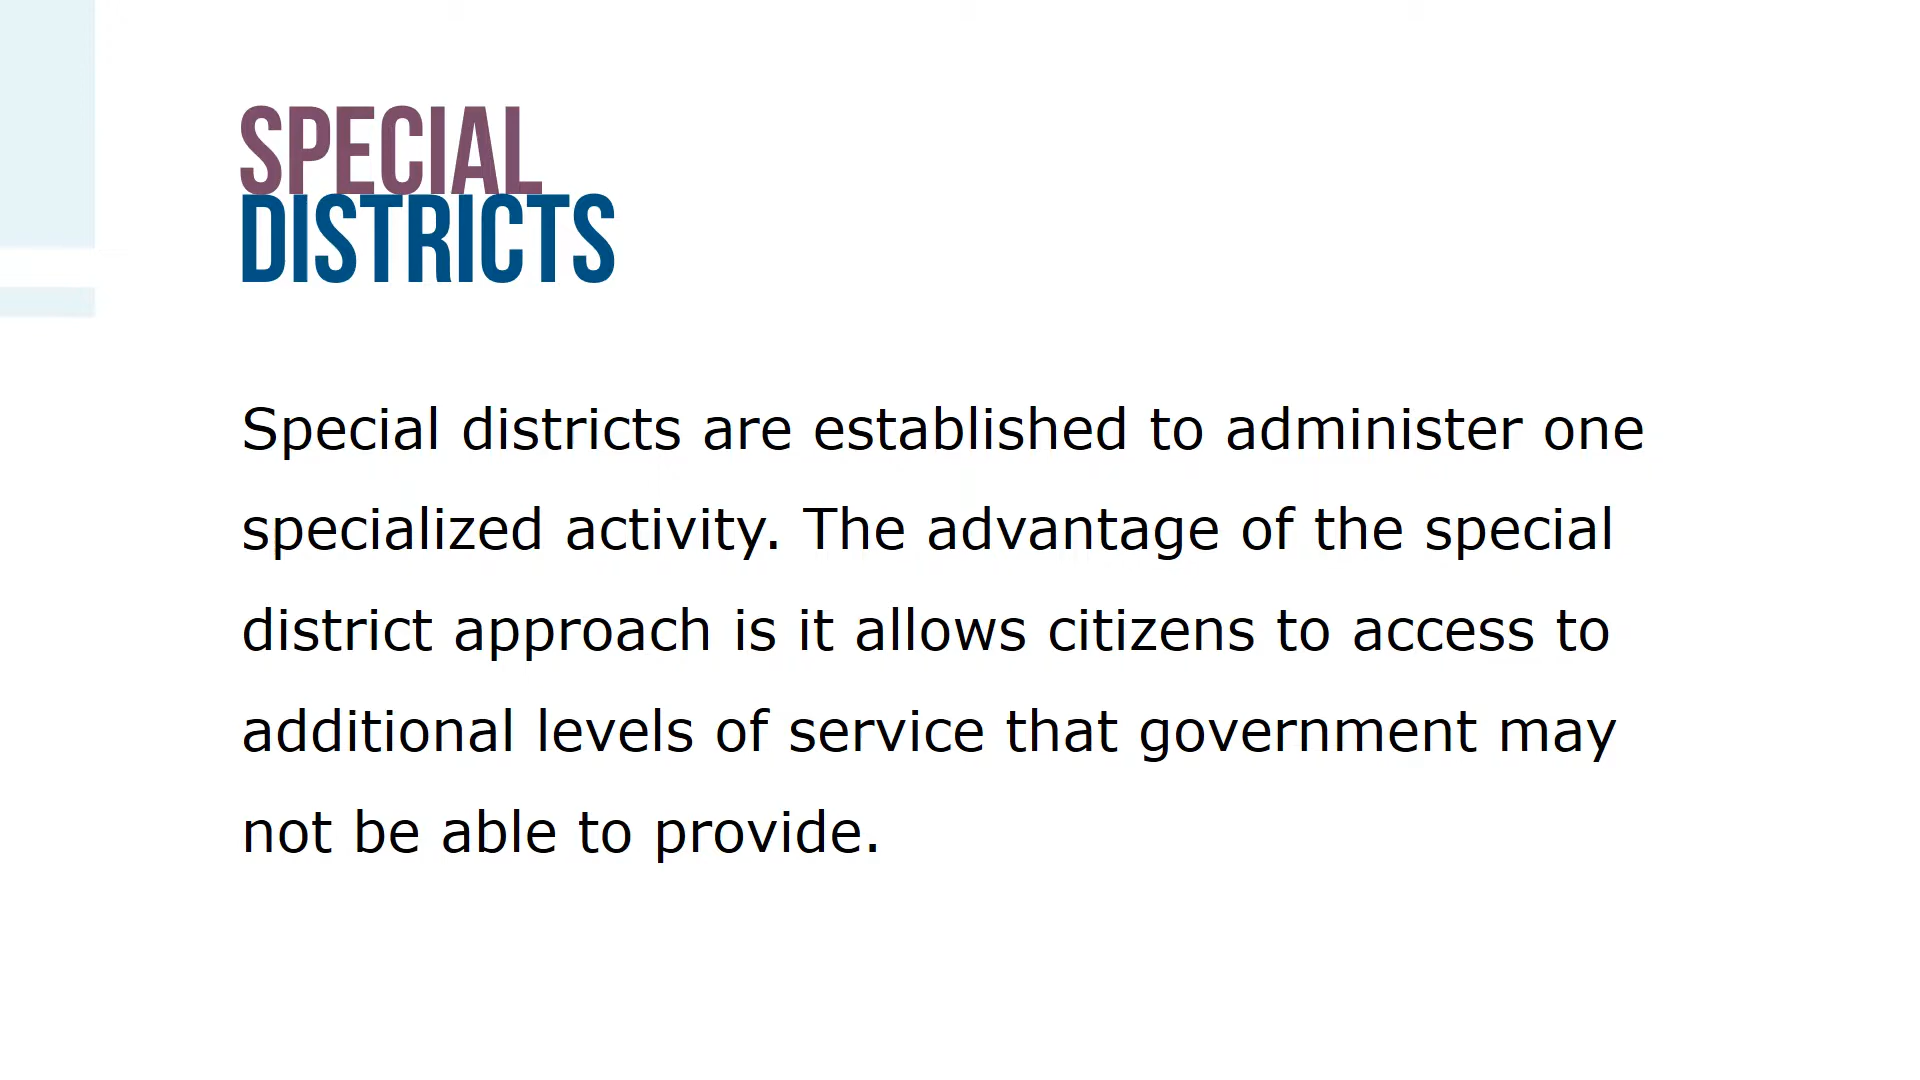 SPECIAL
DISTRICTS
Special districts are established to administer one
specialized activity. The advantage of the special
district approach is it allows citizens to access to
additional levels of service that government may
not be able to provide.